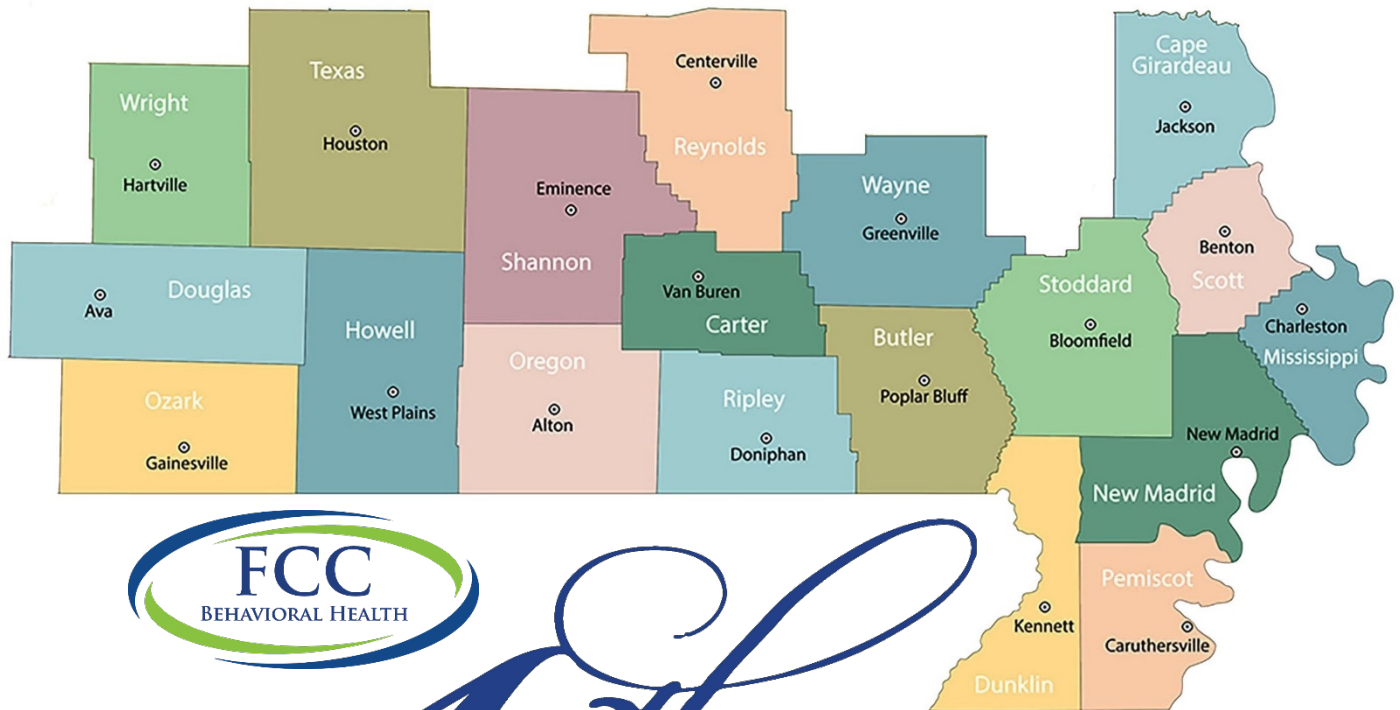 Wright
Hartville
Texas
Houston
Centerville
Reynolds
Cape
Girardeau
Jackson
Eminence
Shannon
Wayne
Greenville
Benton
Scott
Douglas
Ava
Howell
West Plains
Van Buren
Carter
Stoddard
Bloomfield
Charleston
Mississippi
Ozark
Gainesville
Oregon
Alton
Ripley
Doniphan
Butler
Poplar Bluff
New Madrid
New Madrid
Pemiscot
Caruthersville
Kennett
Dunklin
FCC
BEHAVIORAL HEALTH